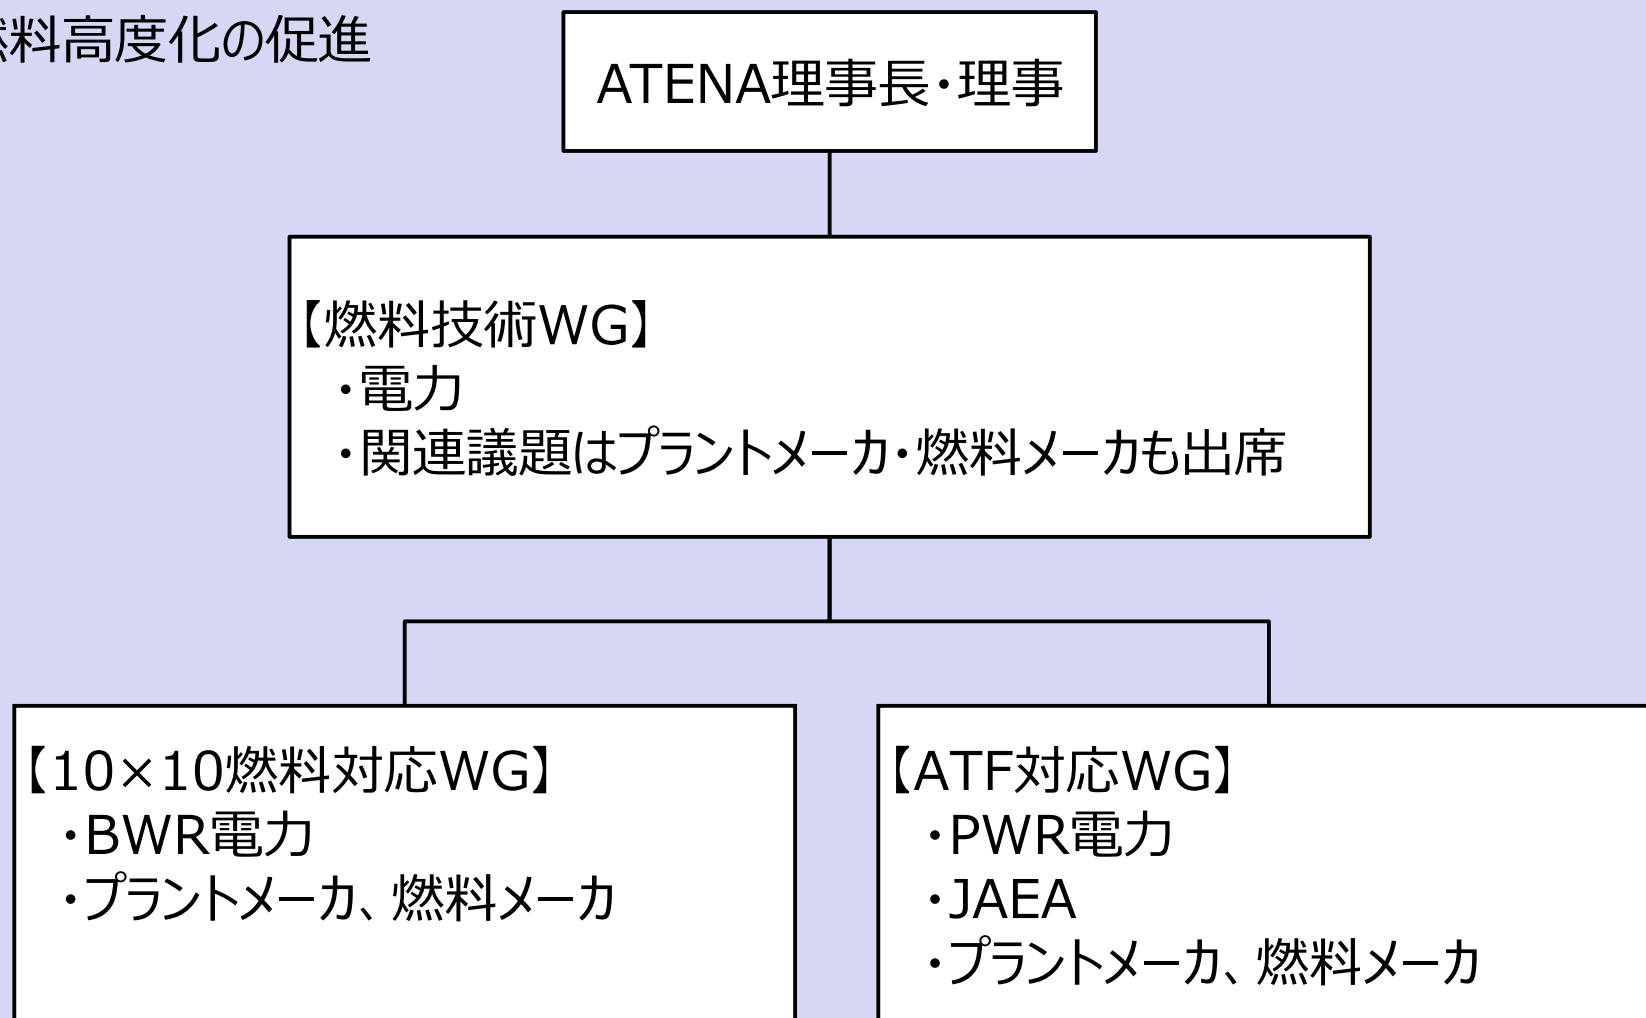 料高度化の促進
ATENA理事長・理事
【燃料技術WG】
・電力
・関連議題はプラントメーカ・燃料メーカも出席
【10×10燃料対応WG】
・BWR電力
・プラントメーカ、燃料メーカ
【ATF対応WG】
・PWR電力
・JAEA
・プラントメーカ、燃料メーカ